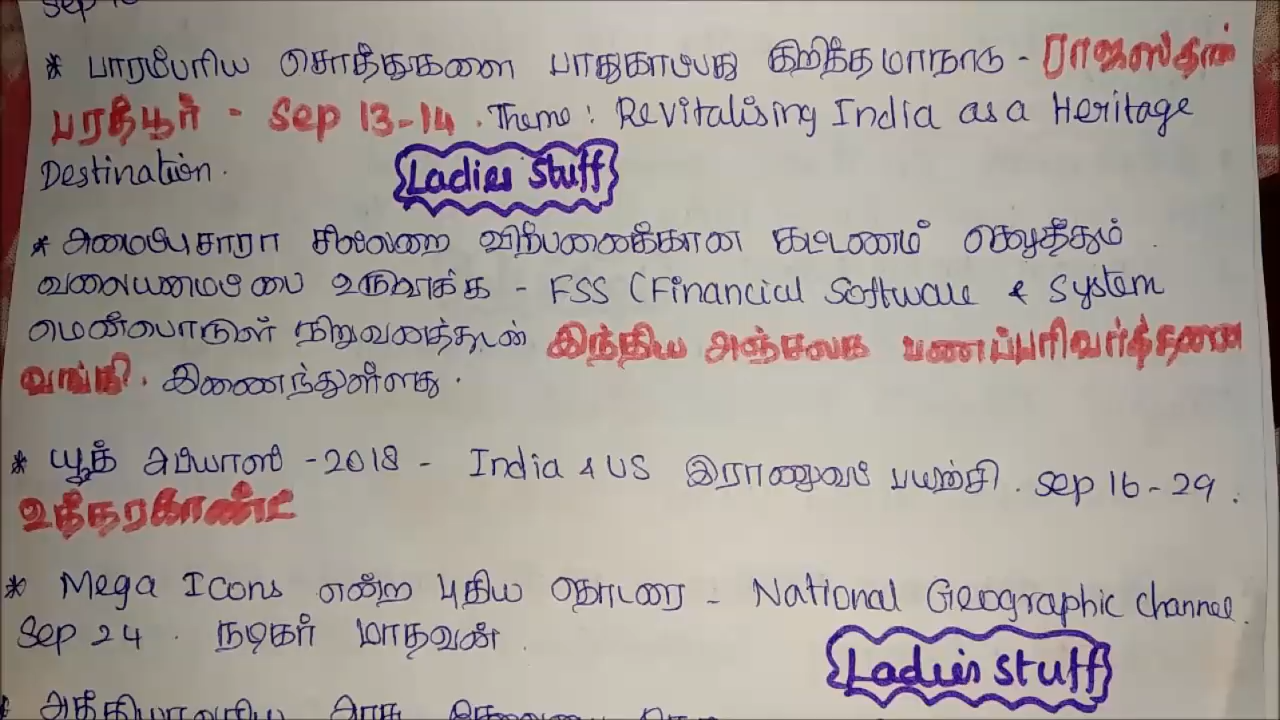 * பாரம்பரிய சொத்துகளை பாதுகாப்பது குறித்த மாநாடு - ராஜஸ்தான்
பரத்பூர் - Sep 13-14 . Theme : Revitalising India as a Heritage
Destination.
Ladies Stuff
* அமைப்புசாரா சில்லறை விற்பனைக்கான கட்டணம் செலுத்தும்
வலையமைப்பை உருவாக்க - FSS (Financial Software & System
மென்பொருள் நிறுவனத்துடன் இந்திய அஞ்சலக பணப்பரிவர்த்தனை
வங்கி. இணைந்துள்ளது.
* யூத் அபியாஸ் - 2018 - India & US இராணுவப் பயிற்சி. Sep 16 - 29.
உத்தரகாண்ட்
* Mega Icons என்ற புதிய தொடரை - National Geographic Channel.
Sep 24 . நடிகர் மாதவன் .
Ladies Stuff